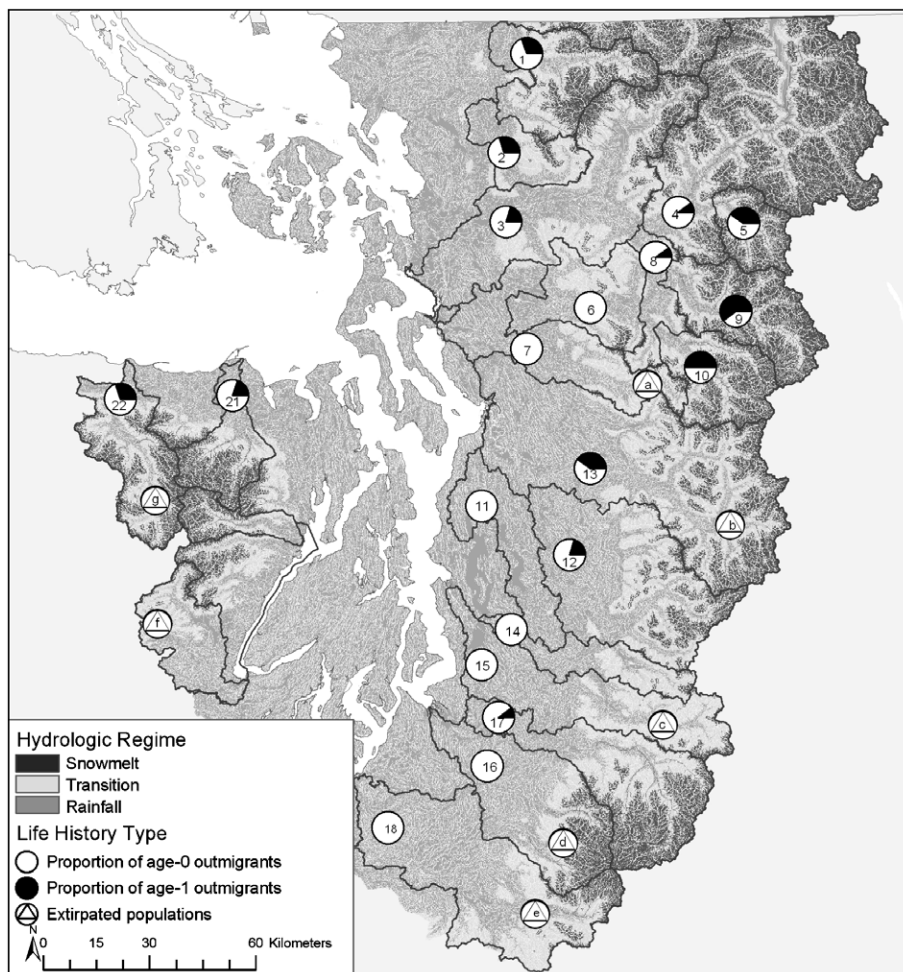 1
2
3
4
5
8
6
9
7
10
a
22
21
13
11
g
b
12
f
14
15
17
c
16
18
d
e
Hydrologic Regime
Snowmelt
Transition
Rainfall
Life History Type
Proportion of age-0 outmigrants
Proportion of age-1 outmigrants
Extirpated populations
N
0 15 30 60 Kilometers